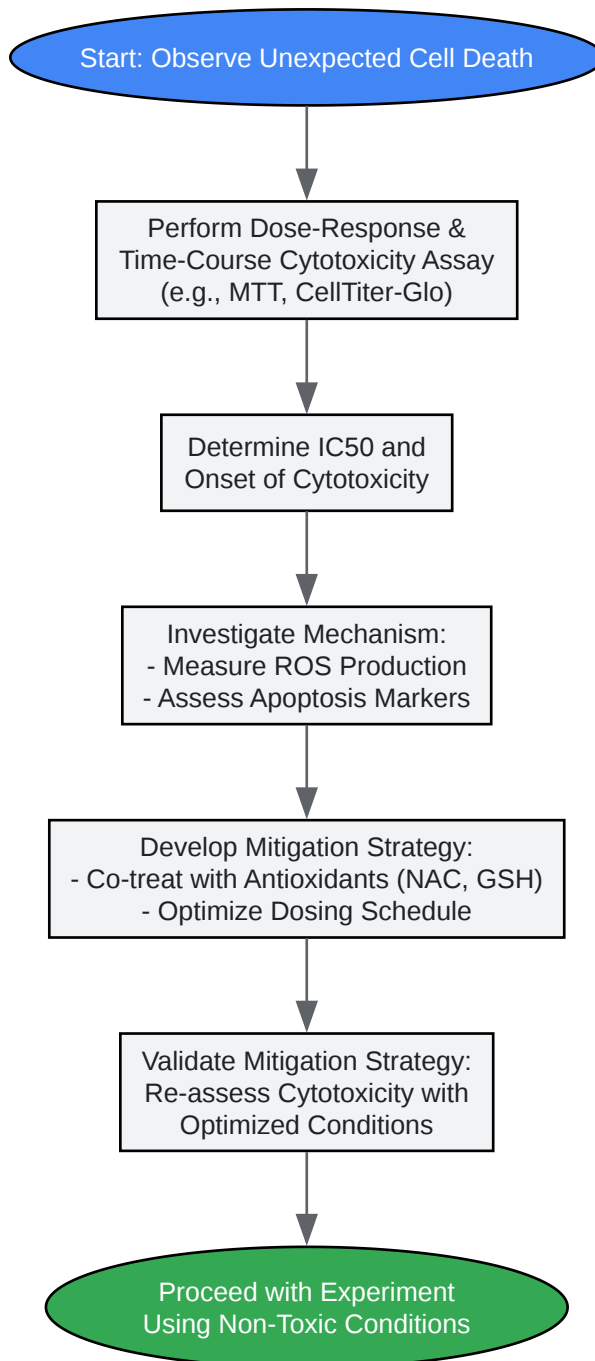 Start: Observe Unexpected Cell Death
Perform Dose-Response &
Time-Course Cytotoxicity Assay
(e.g., MTT, CellTiter-Glo)
Determine IC50 and
Onset of Cytotoxicity
Investigate Mechanism:
- Measure ROS Production
- Assess Apoptosis Markers
Develop Mitigation Strategy:
- Co-treat with Antioxidants (NAC, GSH)
- Optimize Dosing Schedule
Validate Mitigation Strategy:
Re-assess Cytotoxicity with
Optimized Conditions
Proceed with Experiment
Using Non-Toxic Conditions